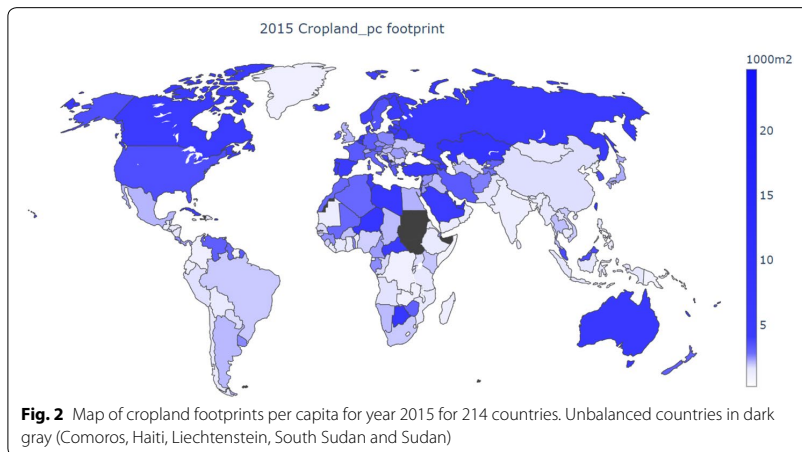 2015 Cropland_pc footprint
1000m2
20
15
10
5
Fig. 2 Map of cropland footprints per capita for year 2015 for 214 countries. Unbalanced countries in dark
gray (Comoros, Haiti, Liechtenstein, South Sudan and Sudan)